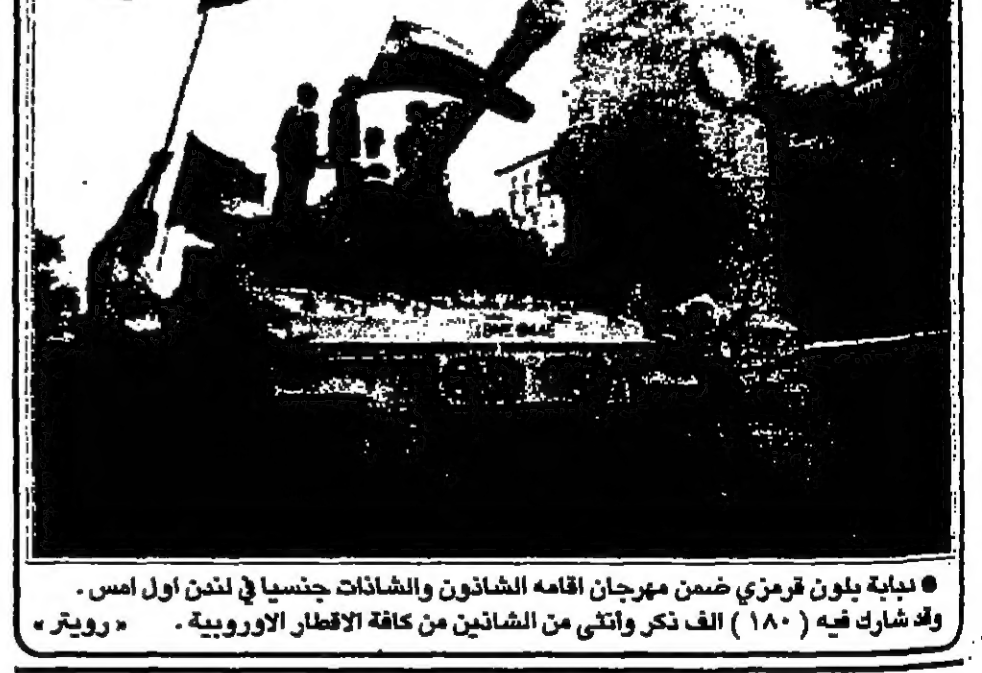 ● دبابة بلون قرمزي ضمن مهرجان اقامه الشاذون والشاذات جنسيا في لندن اول امس .
وقد شارك فيه ( ١٨٠ ) الف ذكر وأنثى من الشاذين من كافة الاقطار الاوروبية . « رويتر »